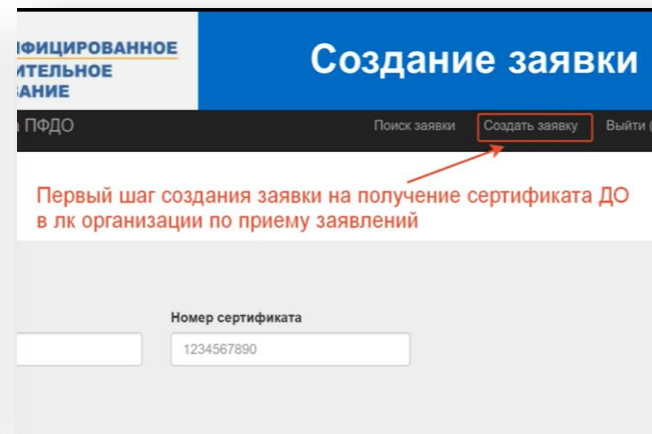 ФИЦИРОВАННОЕ
ИТЕЛЬНОЕ
АНИЕ
Создание заявки
ПФДО
Поиск заявки
Создать заявку
Выйти (
Первый шаг создания заявки на получение сертификата ДО
в лк организации по приему заявлений
Номер сертификата
1234567890